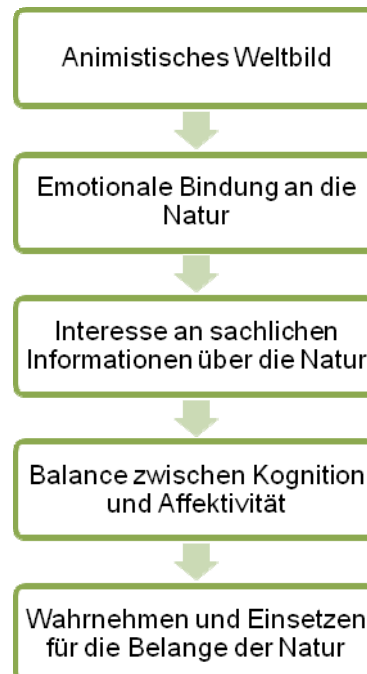 Animistisches Weltbild
Emotionale Bindung an die
Natur
Interesse an sachlichen
Informationen über die Natur
Balance zwischen Kognition
und Affektivität
Wahrnehmen und Einsetzen
für die Belange der Natur